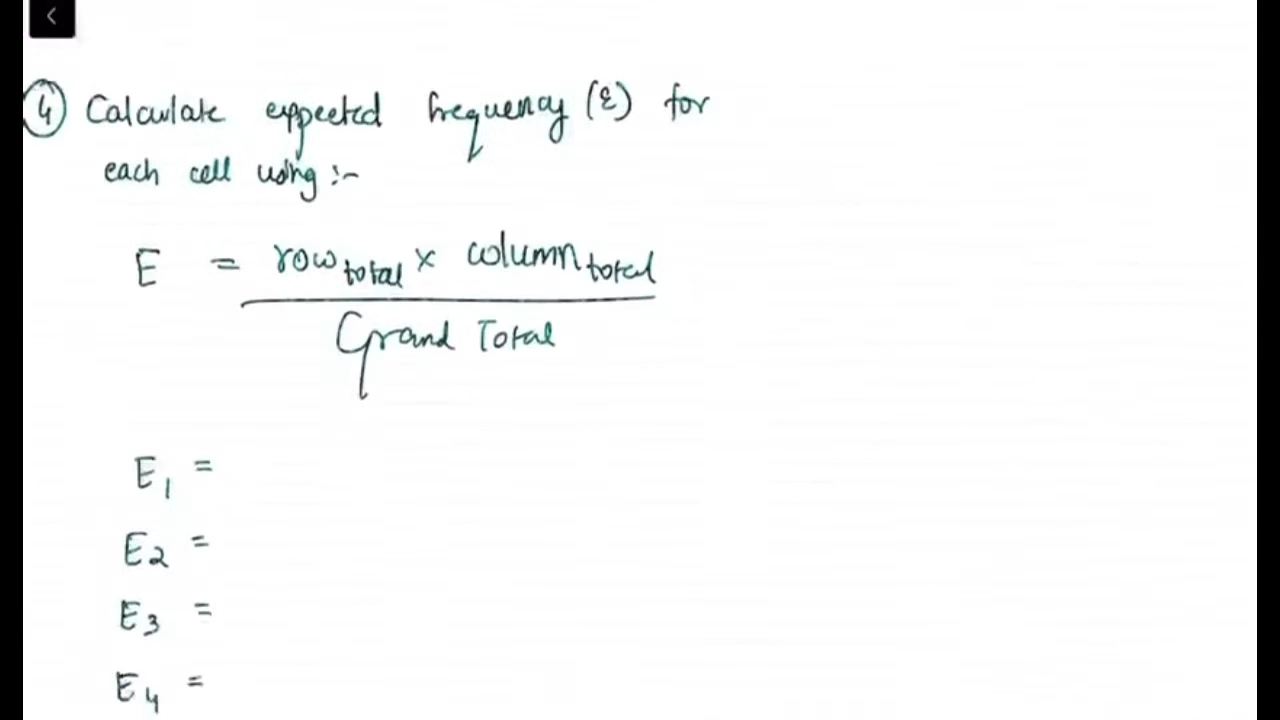 ④ Calculate expected frequency (ε) for
each cell using :-
E = row total × column total
Grand Total
E1 =
E2 =
E3 =
E4 =